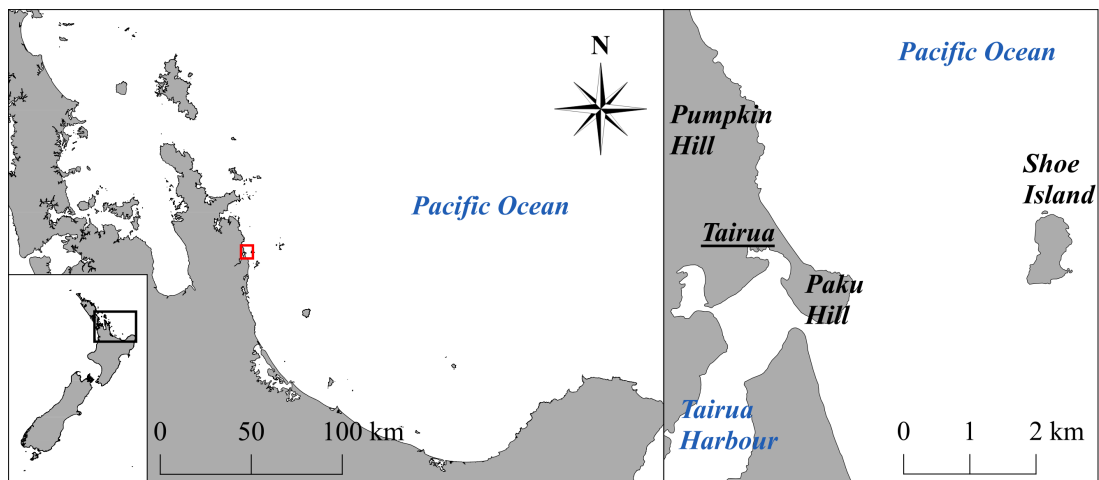 N
Pacific Ocean
0 50 100 km
Pacific Ocean
Pumpkin
Hill
Shoe
Island
Tairua
Paku
Hill
Tairua
Harbour
0 1 2 km